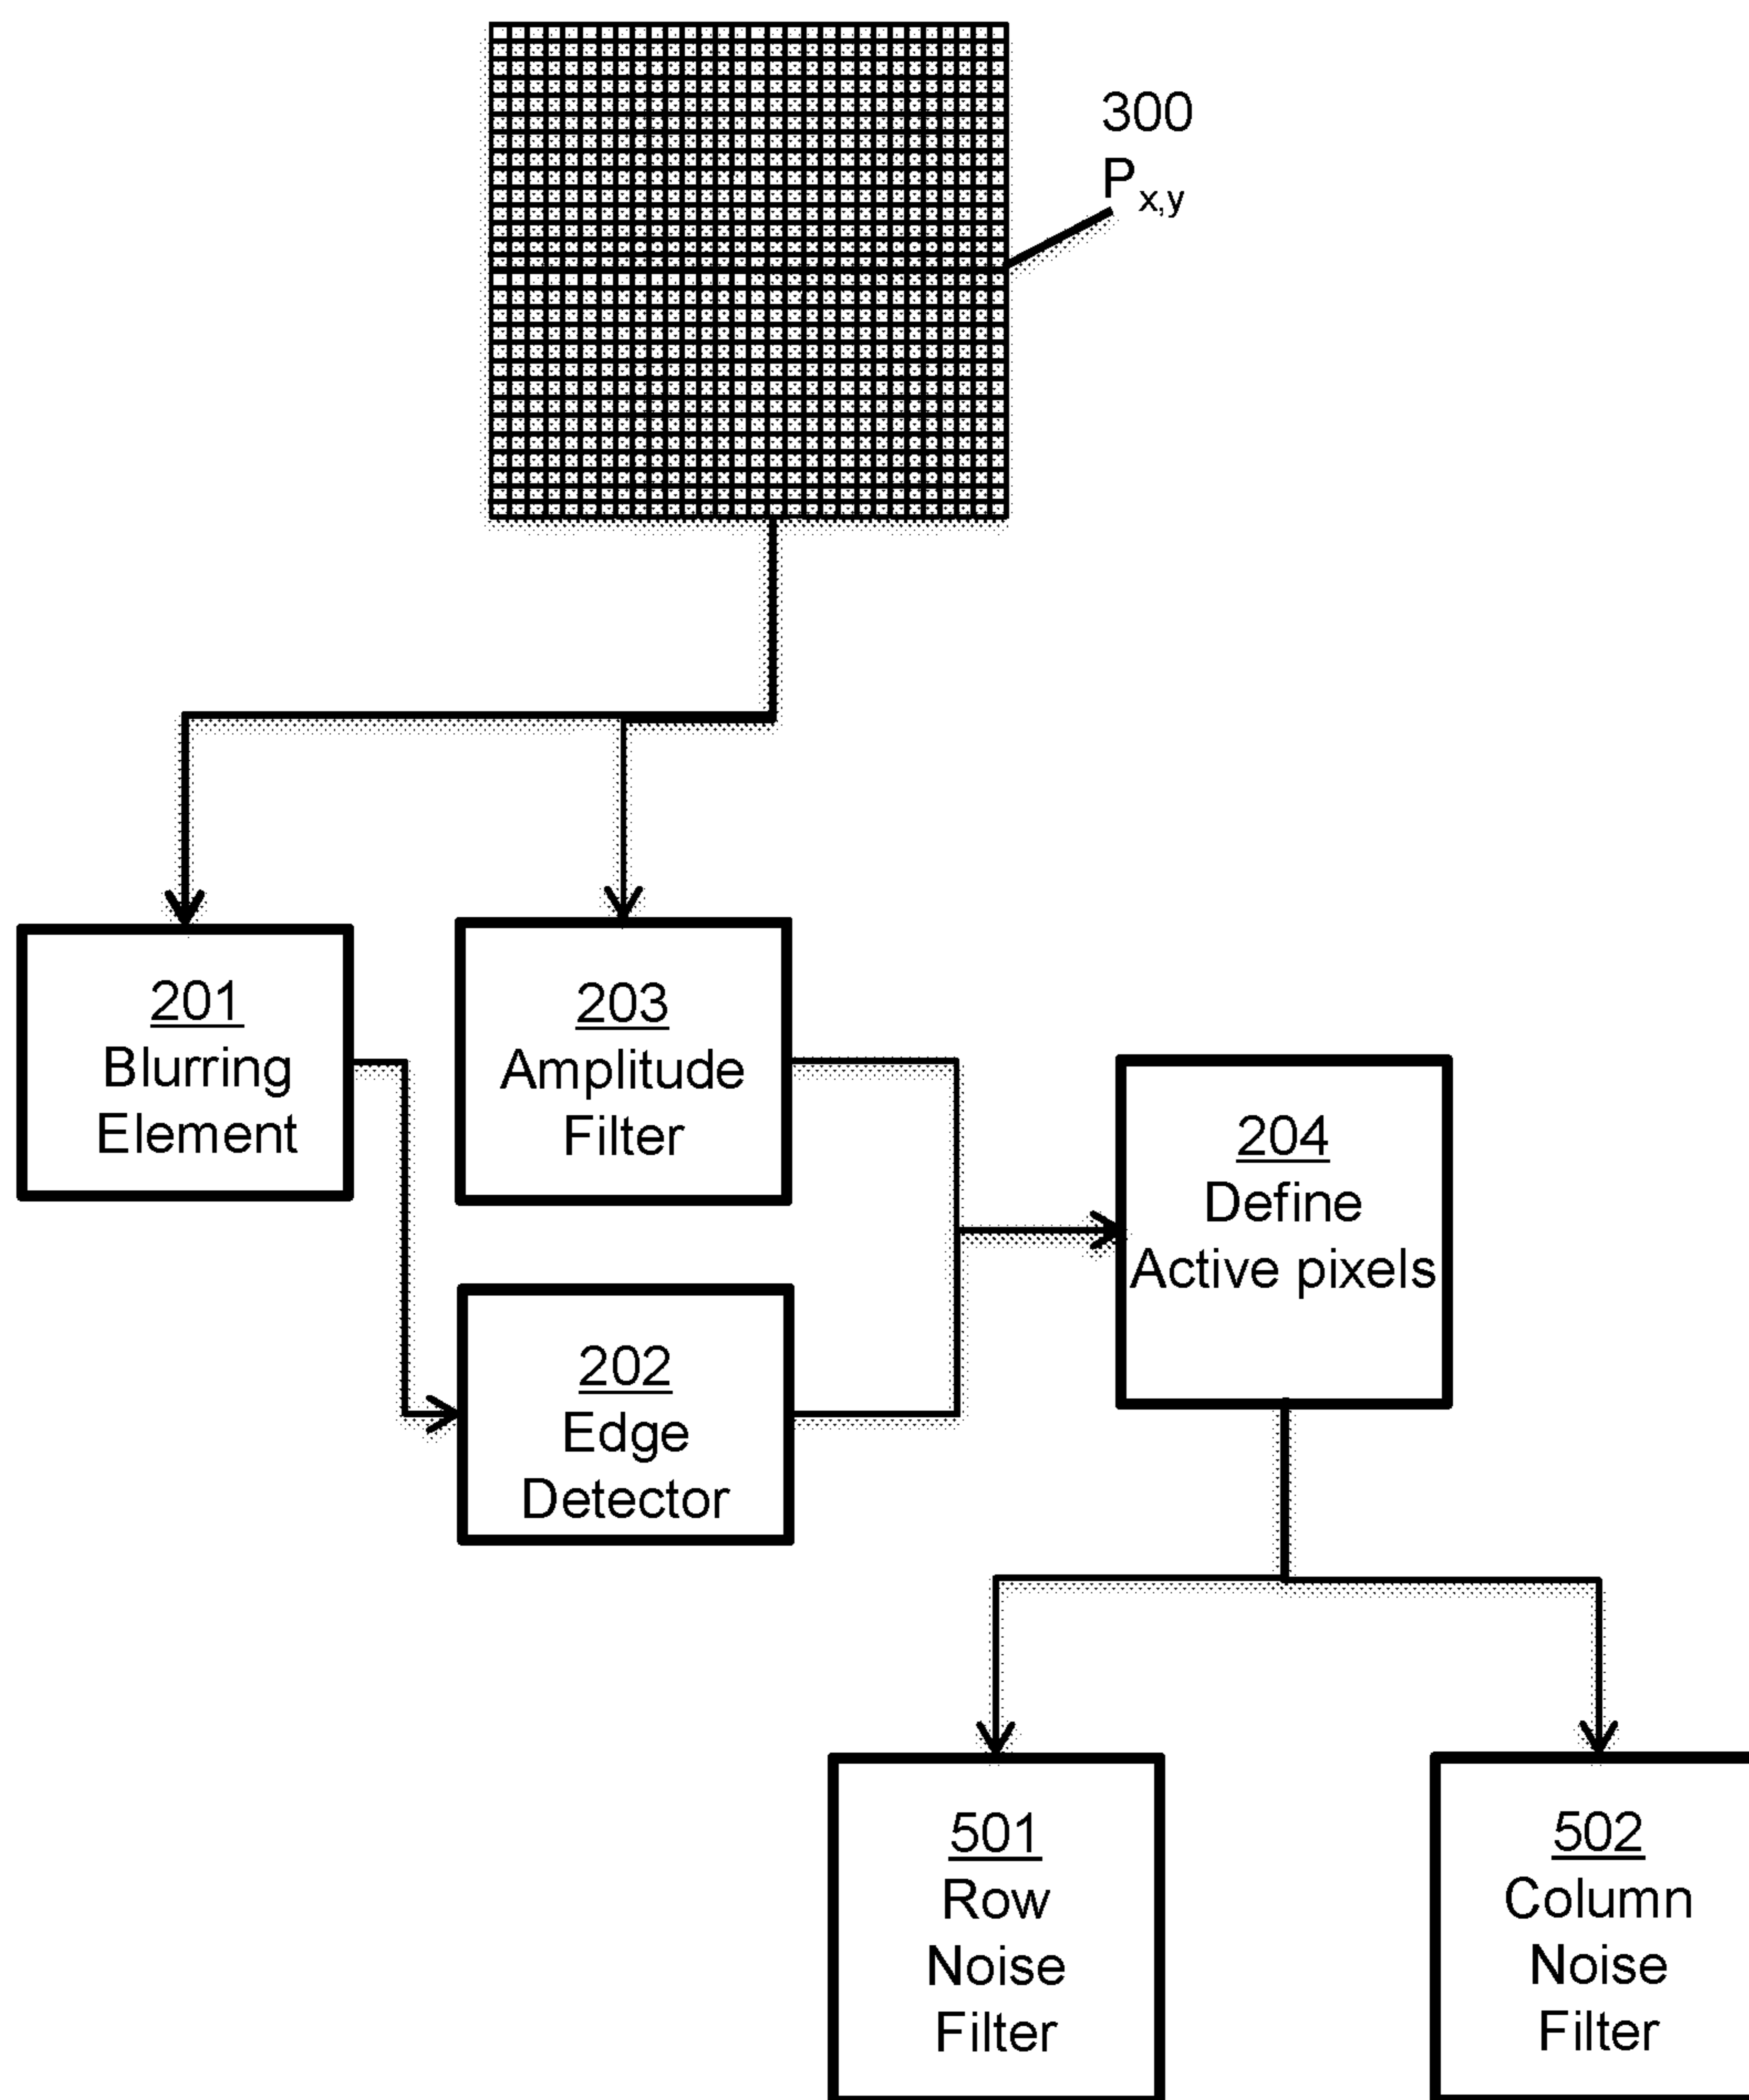 300
Px,y
201
Blurring
Element
203
Amplitude
Filter
204
Define
Active pixels
202
Edge
Detector
501
Row
Noise
Filter
502
Column
Noise
Filter